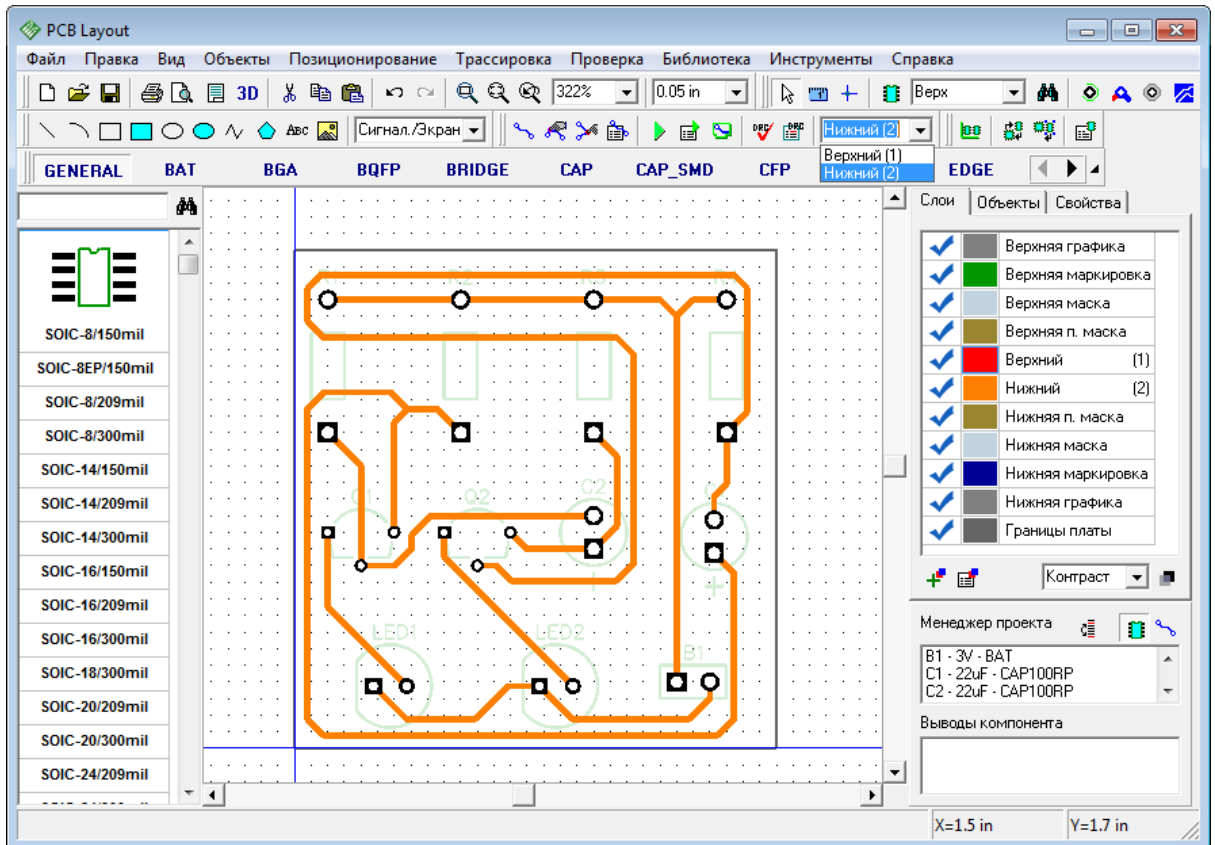 PCB Layout
Файл Правка Вид Объекты Позиционирование Трассировка Проверка Библиотека Инструменты Справка
3D 322% 0.05 in Верх
ABC Сигнал./Экран DRC DRC Нижний (2)
Верхний (1)
Нижний (2)
GENERAL BAT BGA BQFP BRIDGE CAP CAP_SMD CFP EDGE
SOIC-8/150mil
SOIC-8EP/150mil
SOIC-8/209mil
SOIC-8/300mil
SOIC-14/150mil
SOIC-14/209mil
SOIC-14/300mil
SOIC-16/150mil
SOIC-16/209mil
SOIC-16/300mil
SOIC-18/300mil
SOIC-20/209mil
SOIC-20/300mil
SOIC-24/209mil
R2 R3
Q1 Q2 C2
LED1 LED2 B1
Слои Объекты Свойства
Верхняя графика
Верхняя маркировка
Верхняя маска
Верхняя п. маска
Верхний (1)
Нижний (2)
Нижняя п. маска
Нижняя маска
Нижняя маркировка
Нижняя графика
Границы платы
Контраст
Менеджер проекта
B1 - 3V - BAT
C1 - 22uF - CAP100RP
C2 - 22uF - CAP100RP
Выводы компонента
X=1.5 in Y=1.7 in